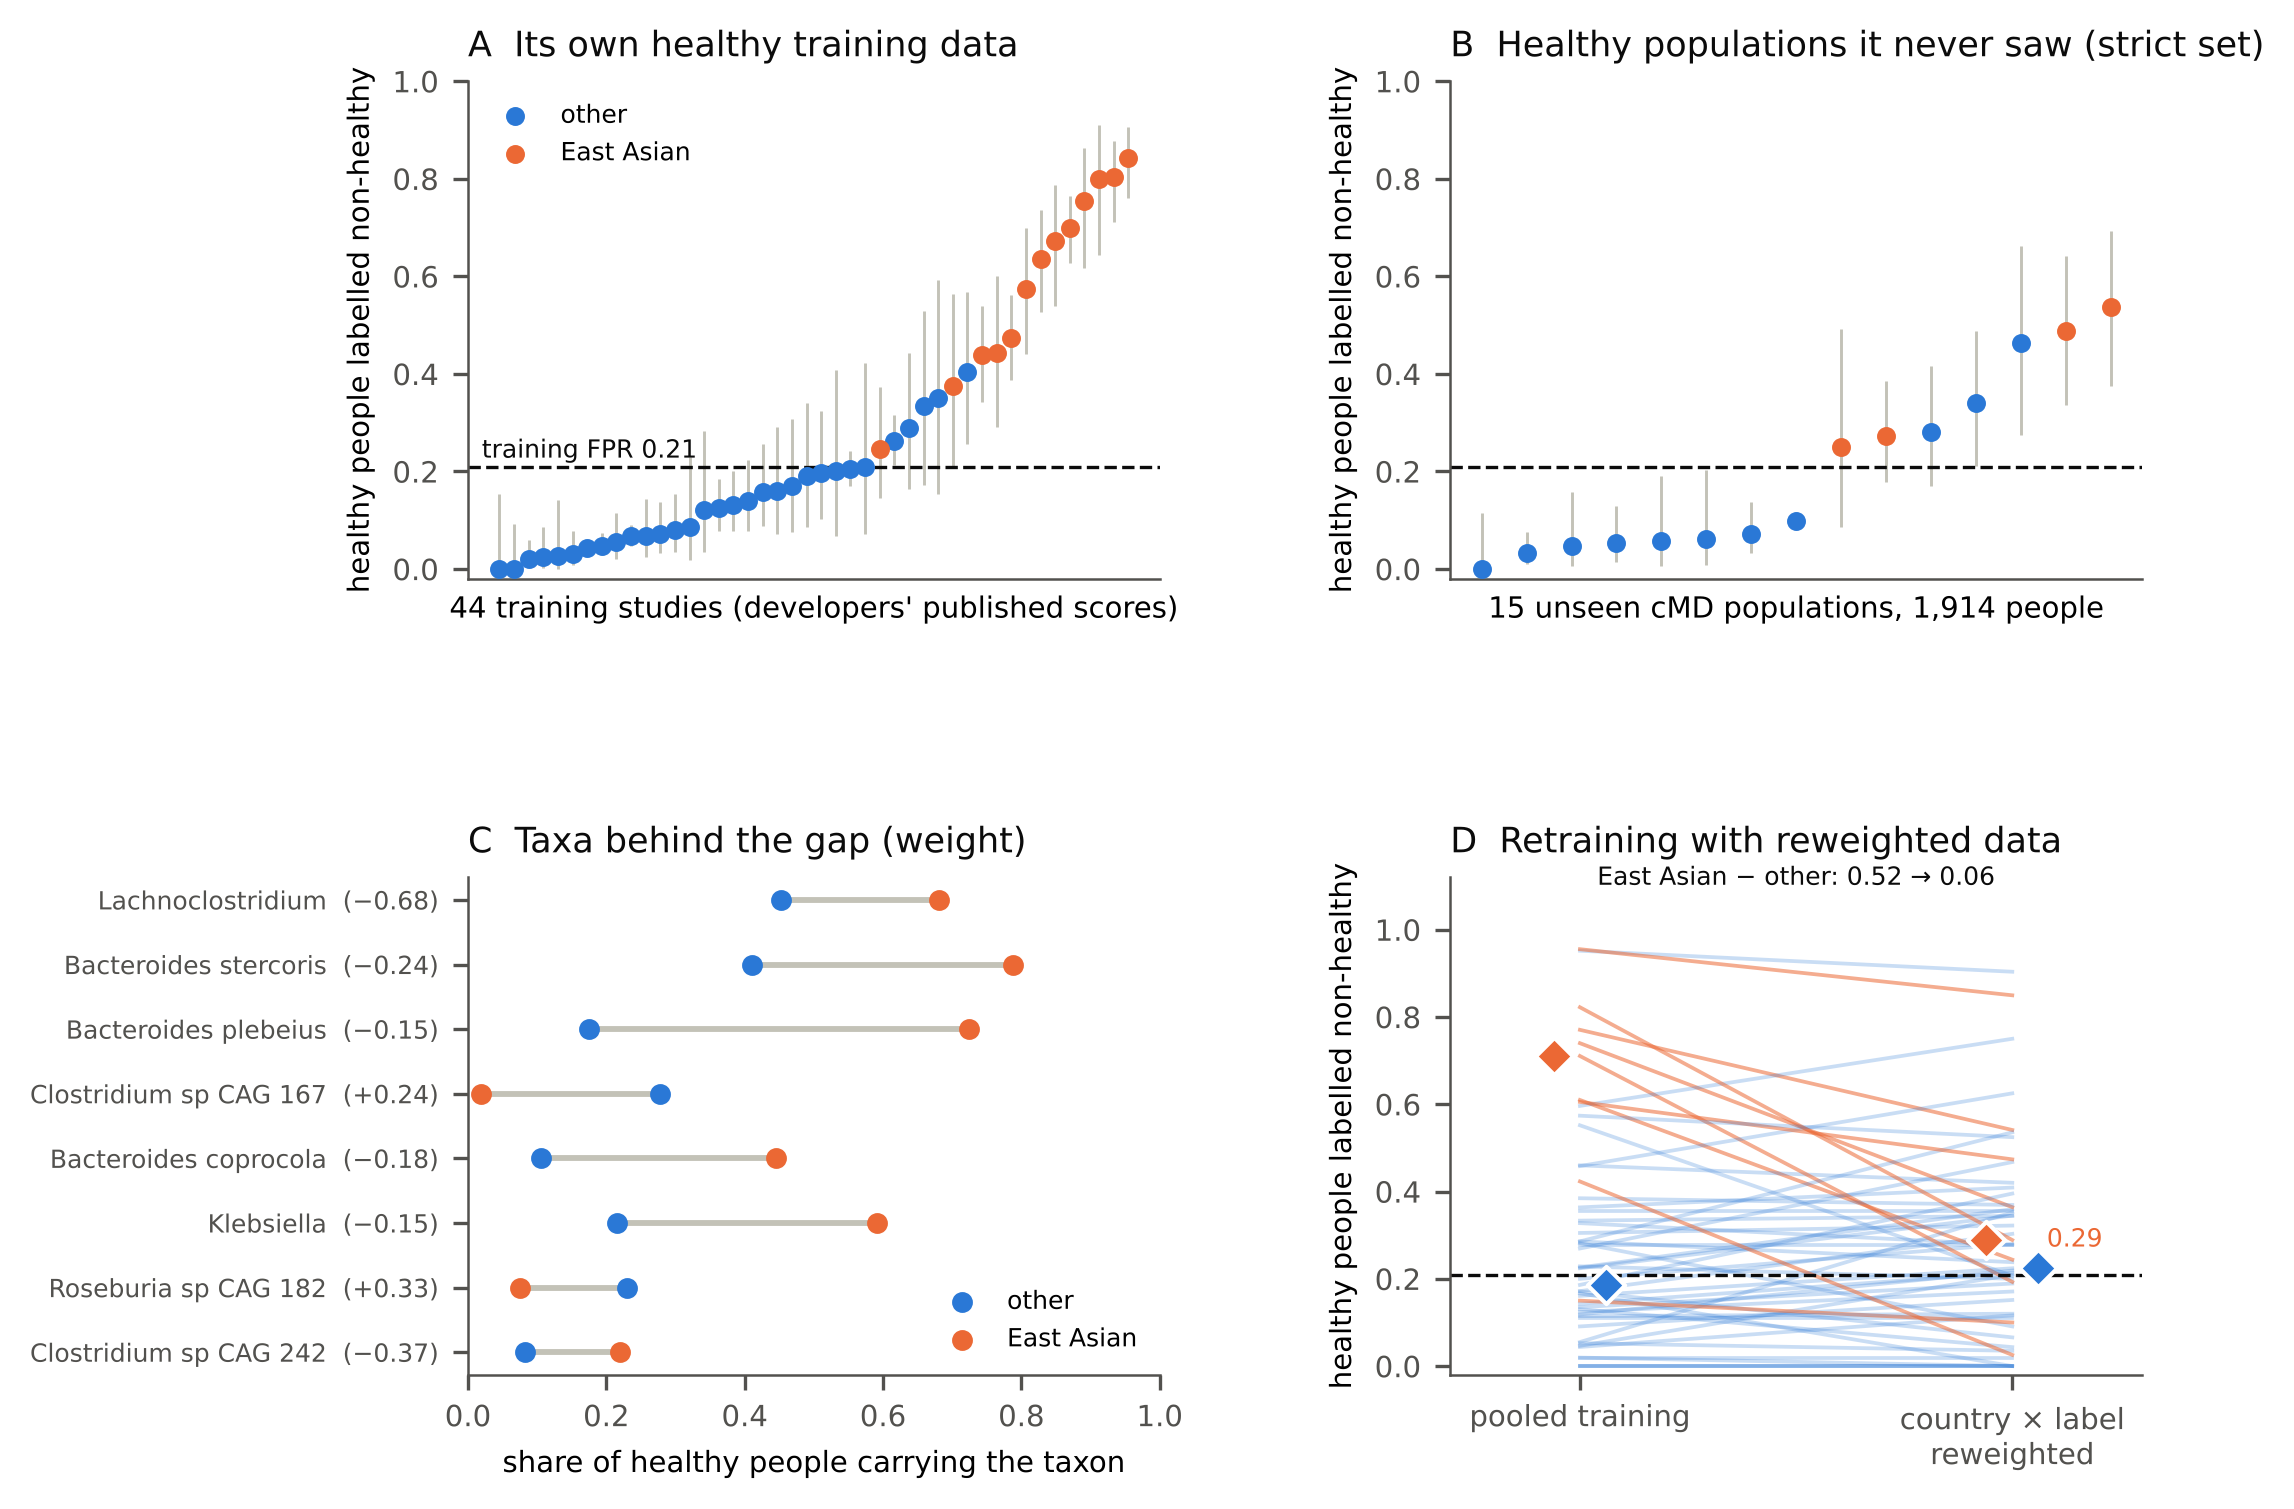 A Its own healthy training data
healthy people labelled non-healthy
1.0
0.8
0.6
0.4
0.2
0.0
other
East Asian
training FPR 0.21
44 training studies (developers' published scores)
B Healthy populations it never saw (strict set)
healthy people labelled non-healthy
1.0
0.8
0.6
0.4
0.2
0.0
15 unseen cMD populations, 1,914 people
C Taxa behind the gap (weight)
Lachnoclostridium (−0.68)
Bacteroides stercoris (−0.24)
Bacteroides plebeius (−0.15)
Clostridium sp CAG 167 (+0.24)
Bacteroides coprocola (−0.18)
Klebsiella (−0.15)
Roseburia sp CAG 182 (+0.33)
Clostridium sp CAG 242 (−0.37)
other
East Asian
0.0 0.2 0.4 0.6 0.8 1.0
share of healthy people carrying the taxon
D Retraining with reweighted data
East Asian − other: 0.52 → 0.06
healthy people labelled non-healthy
1.0
0.8
0.6
0.4
0.2
0.0
0.29
pooled training
country × label
reweighted